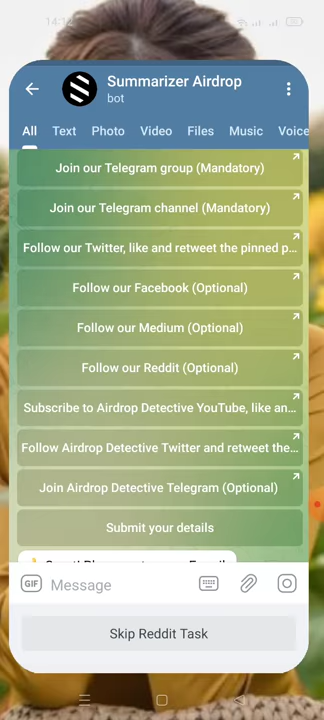 Summarizer Airdrop
bot
All Text Photo Video Files Music Voice
Join our Telegram group (Mandatory)
Join our Telegram channel (Mandatory)
Follow our Twitter, like and retweet the pinned p...
Follow our Facebook (Optional)
Follow our Medium (Optional)
Follow our Reddit (Optional)
Subscribe to Airdrop Detective YouTube, like an...
Follow Airdrop Detective Twitter and retweet the...
Join Airdrop Detective Telegram (Optional)
Submit your details
GIF Message
Skip Reddit Task